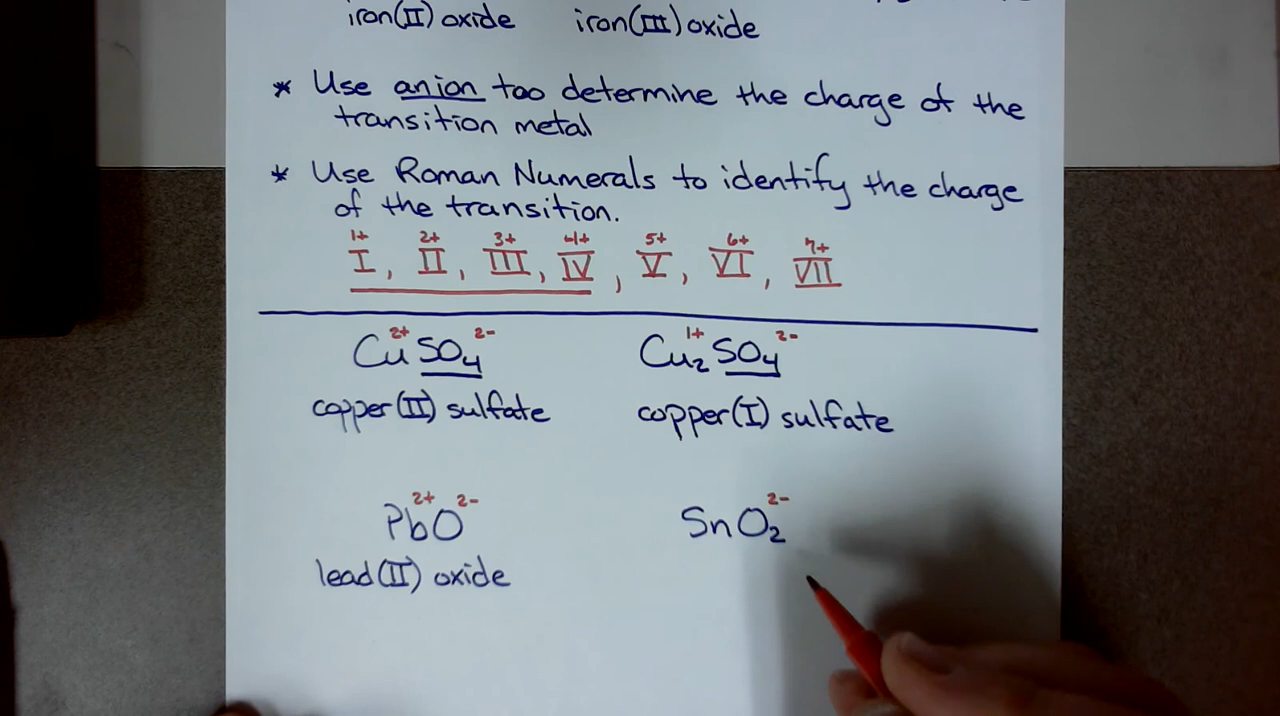 iron(II) oxide iron(III) oxide
* Use anion too determine the charge of the
transition metal
* Use Roman Numerals to identify the charge
of the transition.
1+ 2+ 3+ 4+ 5+ 6+ 7+
I, II, III, IV, V, VI, VII
2+ 2- 1+ 2-
CuSO4 Cu2SO4
copper(II) sulfate copper(I) sulfate
2+ 2- 2-
PbO SnO2
lead(II) oxide